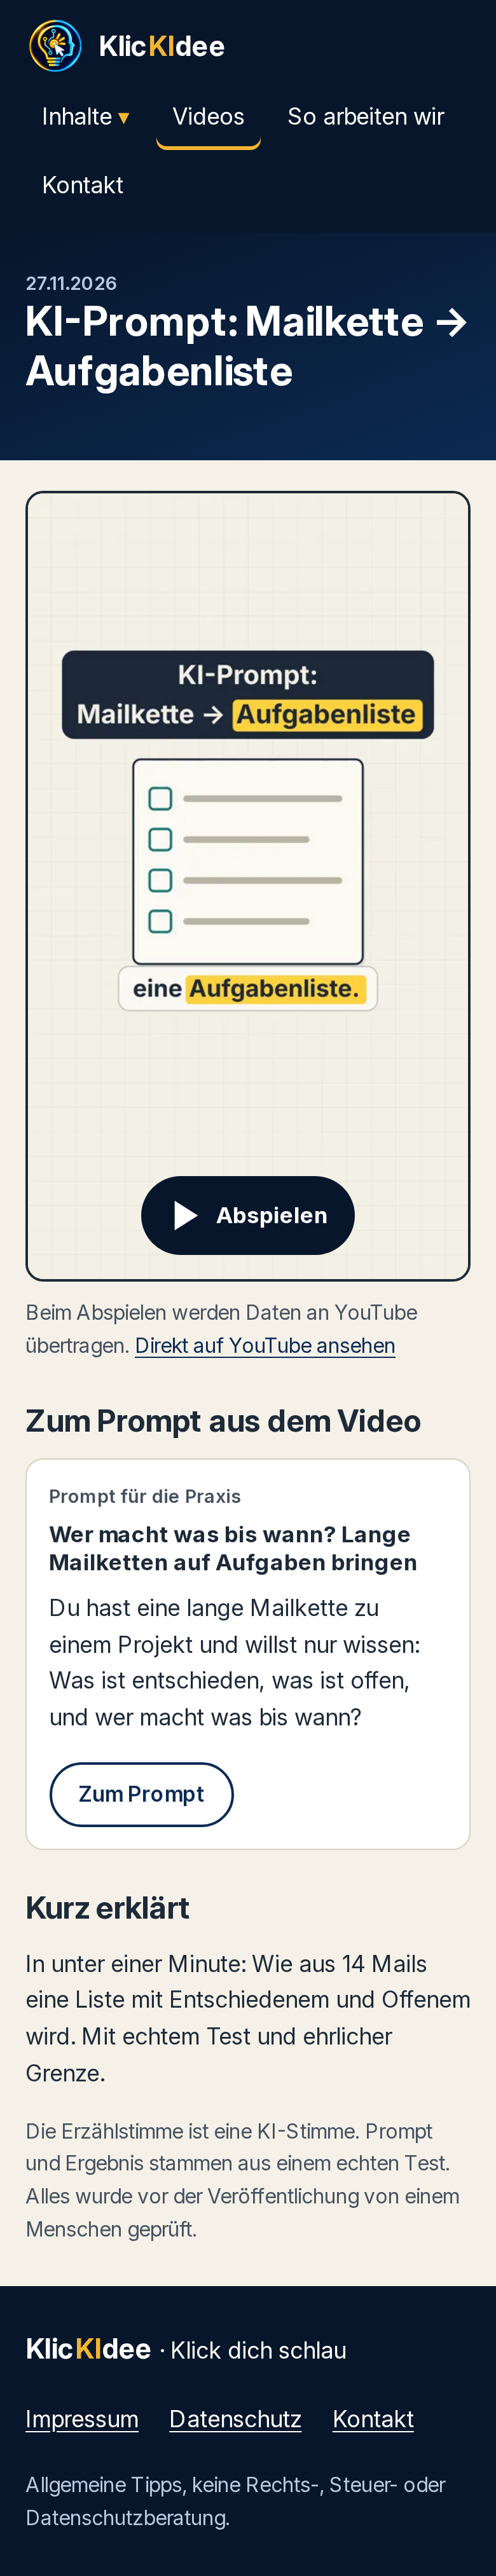 KlicKIdee
Inhalte ▾
Videos
So arbeiten wir
Kontakt
27.11.2026
KI-Prompt: Mailkette →
Aufgabenliste
KI-Prompt:
Mailkette → Aufgabenliste
eine Aufgabenliste.
Abspielen
Beim Abspielen werden Daten an YouTube
übertragen. Direkt auf YouTube ansehen
Zum Prompt aus dem Video
Prompt für die Praxis
Wer macht was bis wann? Lange
Mailketten auf Aufgaben bringen
Du hast eine lange Mailkette zu
einem Projekt und willst nur wissen:
Was ist entschieden, was ist offen,
und wer macht was bis wann?
Zum Prompt
Kurz erklärt
In unter einer Minute: Wie aus 14 Mails
eine Liste mit Entschiedenem und Offenem
wird. Mit echtem Test und ehrlicher
Grenze.
Die Erzählstimme ist eine KI-Stimme. Prompt
und Ergebnis stammen aus einem echten Test.
Alles wurde vor der Veröffentlichung von einem
Menschen geprüft.
KlicKIdee · Klick dich schlau
Impressum
Datenschutz
Kontakt
Allgemeine Tipps, keine Rechts-, Steuer- oder
Datenschutzberatung.